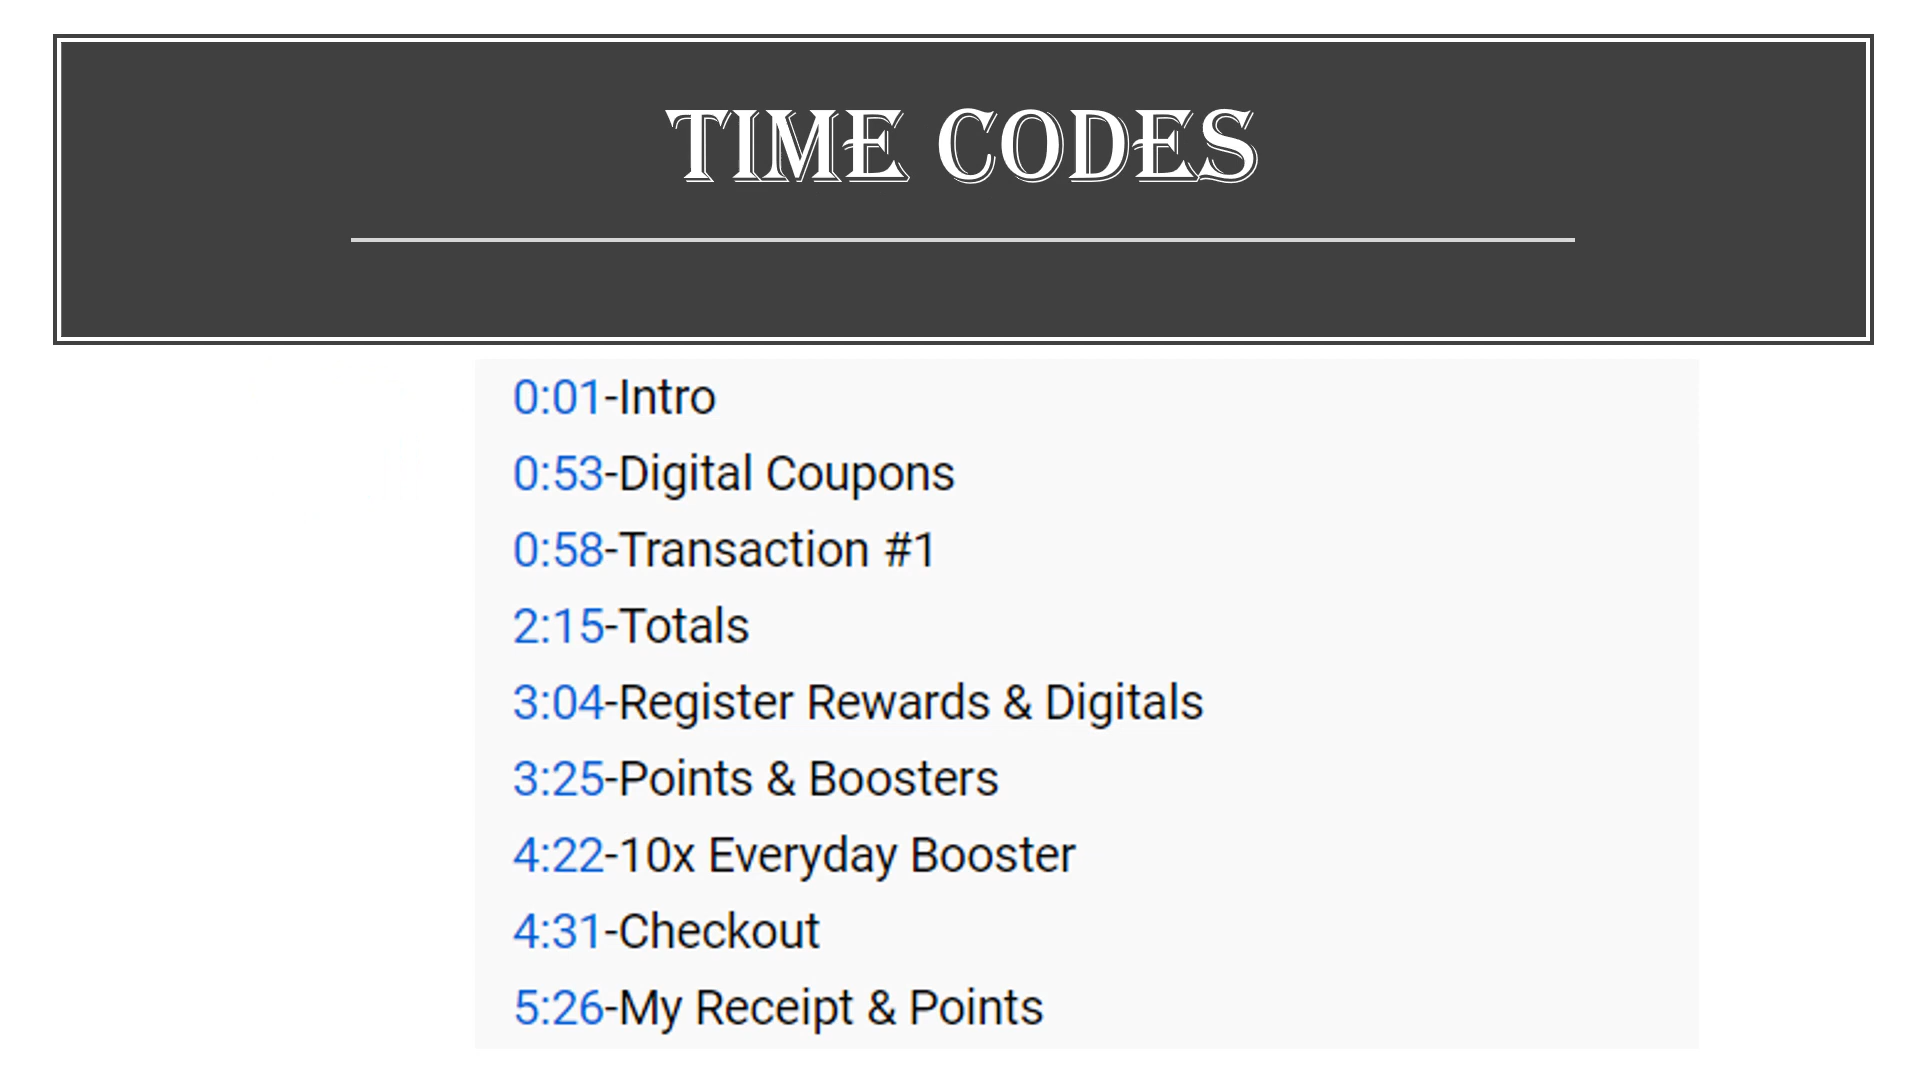 TIME CODES
0:01-Intro
0:53-Digital Coupons
0:58-Transaction #1
2:15-Totals
3:04-Register Rewards & Digitals
3:25-Points & Boosters
4:22-10x Everyday Booster
4:31-Checkout
5:26-My Receipt & Points